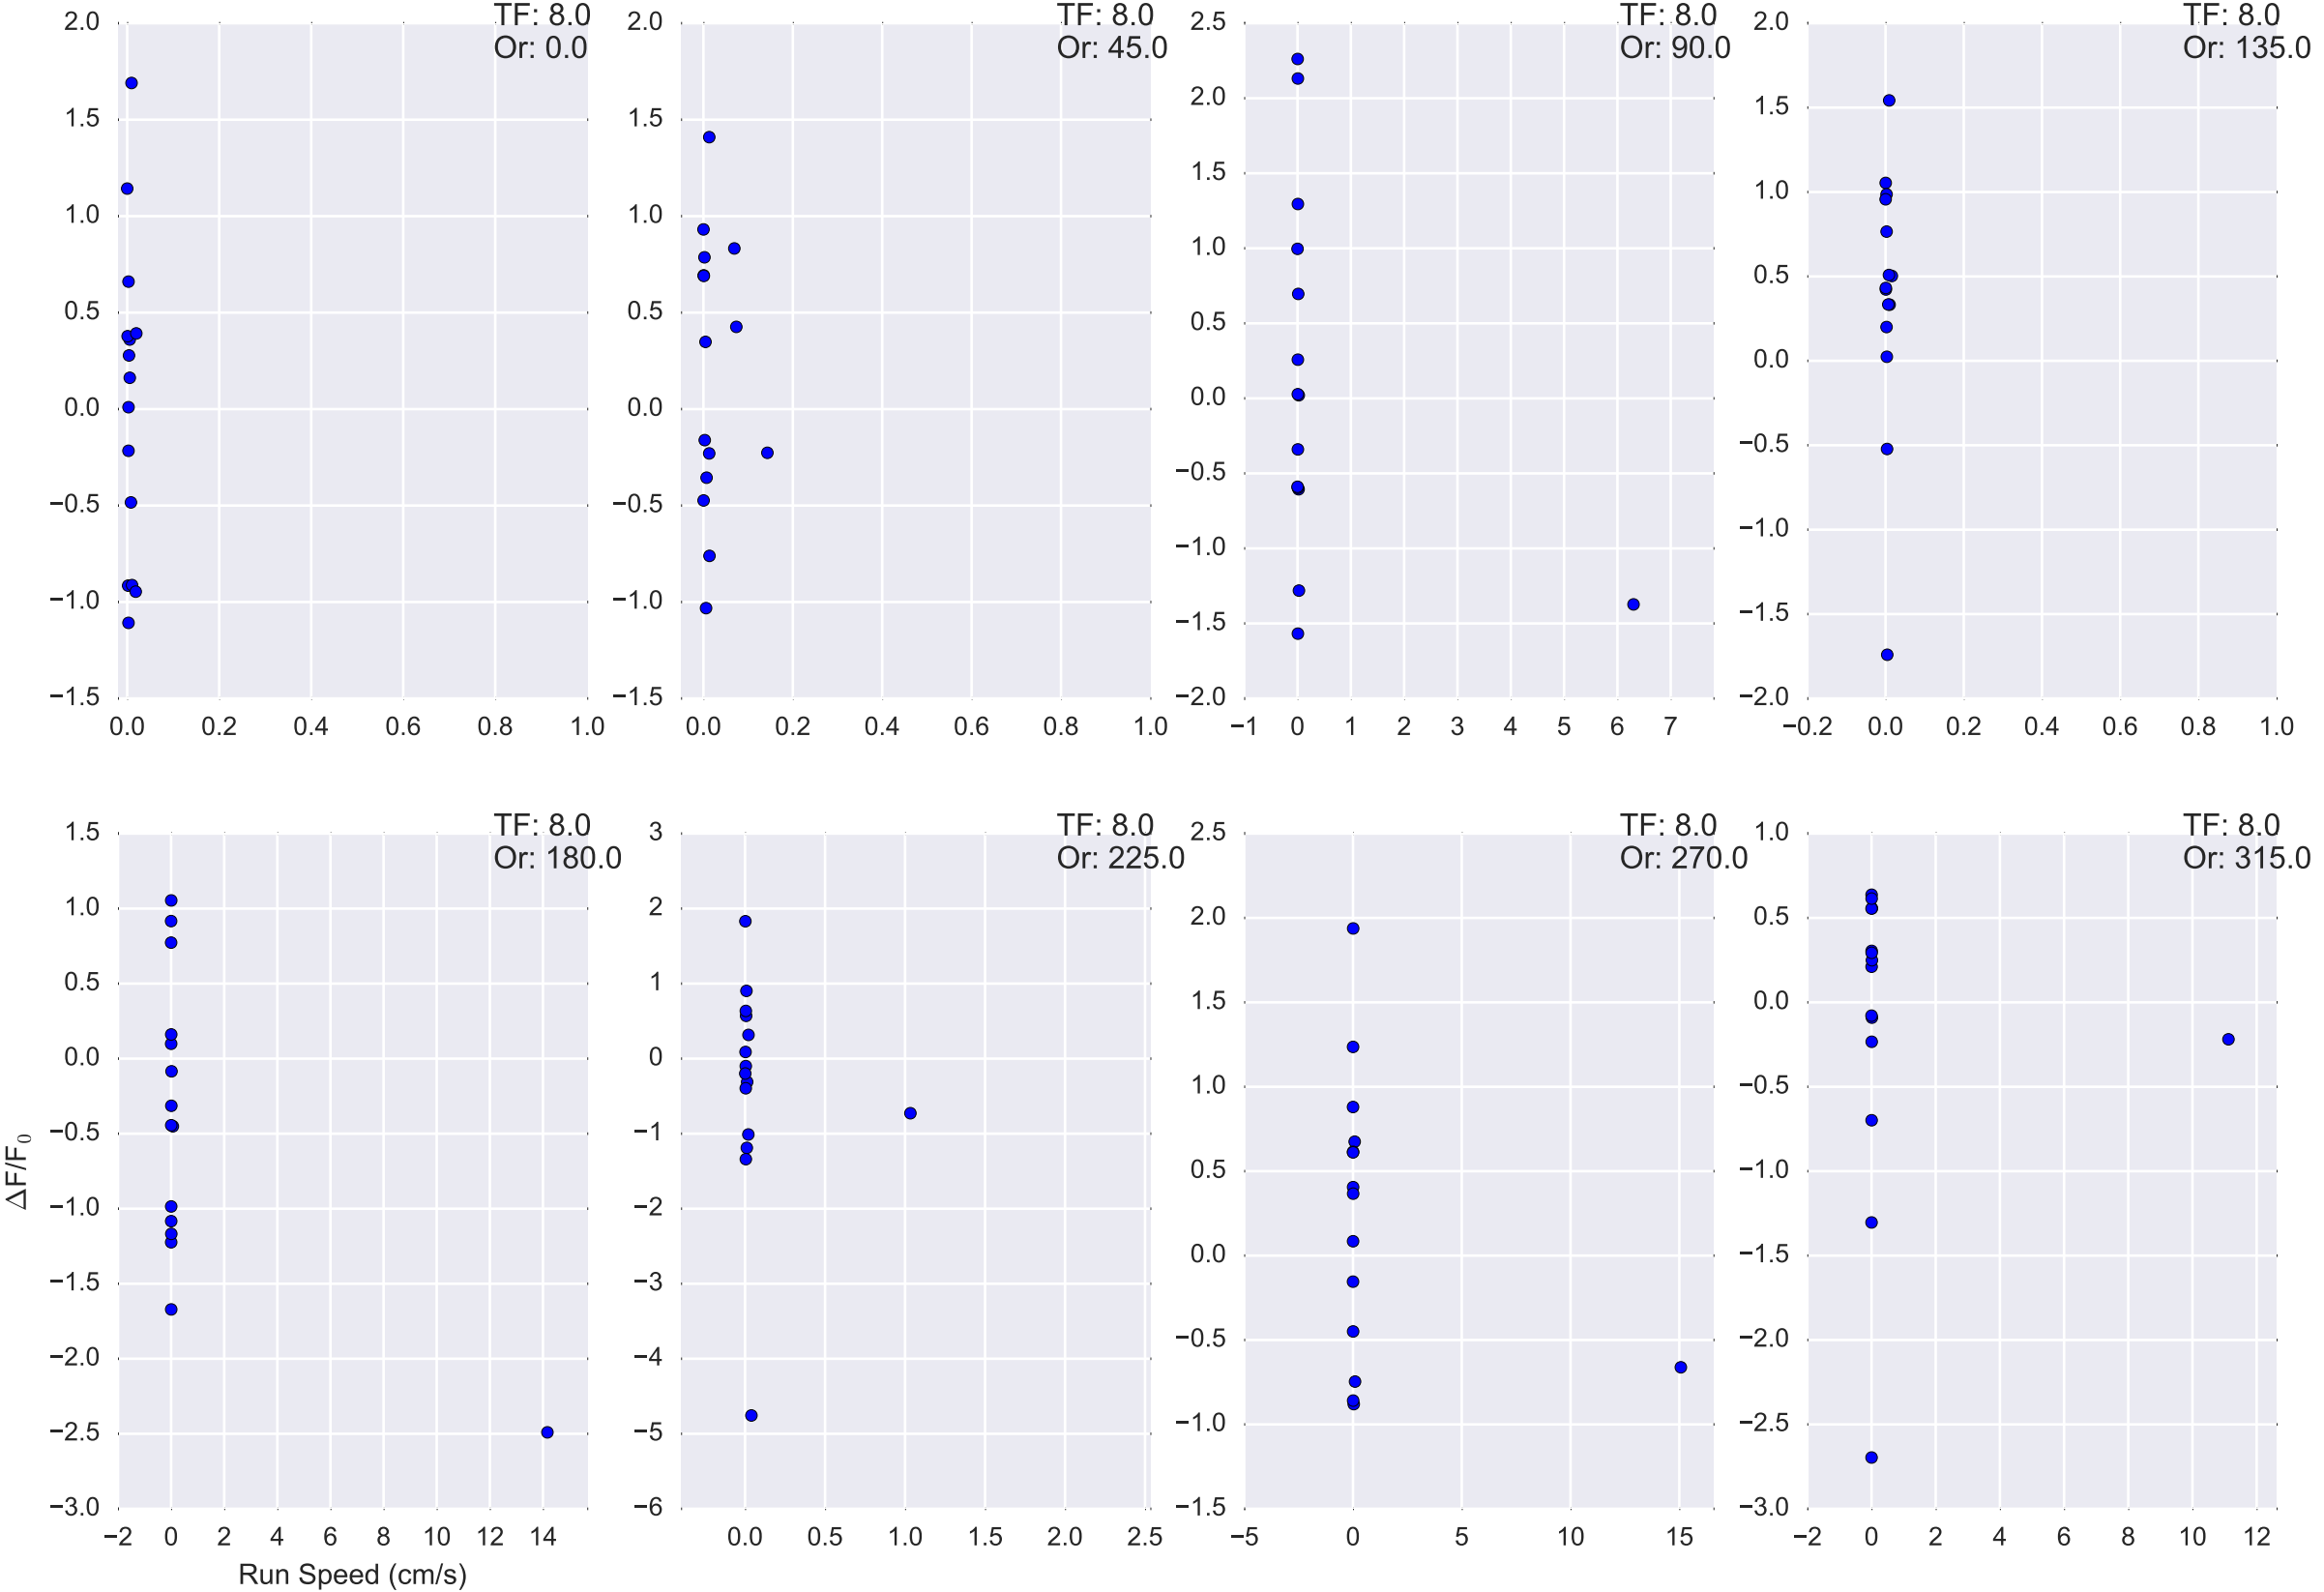 TF: 8.0
Or: 0.0
2.0
1.5
1.0
0.5
0.0
−0.5
−1.0
−1.5
0.0 0.2 0.4 0.6 0.8 1.0
TF: 8.0
Or: 45.0
2.0
1.5
1.0
0.5
0.0
−0.5
−1.0
−1.5
0.0 0.2 0.4 0.6 0.8 1.0
TF: 8.0
Or: 90.0
2.5
2.0
1.5
1.0
0.5
0.0
−0.5
−1.0
−1.5
−2.0
−1 0 1 2 3 4 5 6 7
TF: 8.0
Or: 135.0
2.0
1.5
1.0
0.5
0.0
−0.5
−1.0
−1.5
−2.0
−0.2 0.0 0.2 0.4 0.6 0.8 1.0
TF: 8.0
Or: 180.0
1.5
1.0
0.5
0.0
−0.5
−1.0
−1.5
−2.0
−2.5
−3.0
−2 0 2 4 6 8 10 12 14
ΔF/F₀
Run Speed (cm/s)
TF: 8.0
Or: 225.0
3
2
1
0
−1
−2
−3
−4
−5
−6
0.0 0.5 1.0 1.5 2.0 2.5
TF: 8.0
Or: 270.0
2.5
2.0
1.5
1.0
0.5
0.0
−0.5
−1.0
−1.5
−5 0 5 10 15
TF: 8.0
Or: 315.0
1.0
0.5
0.0
−0.5
−1.0
−1.5
−2.0
−2.5
−3.0
−2 0 2 4 6 8 10 12